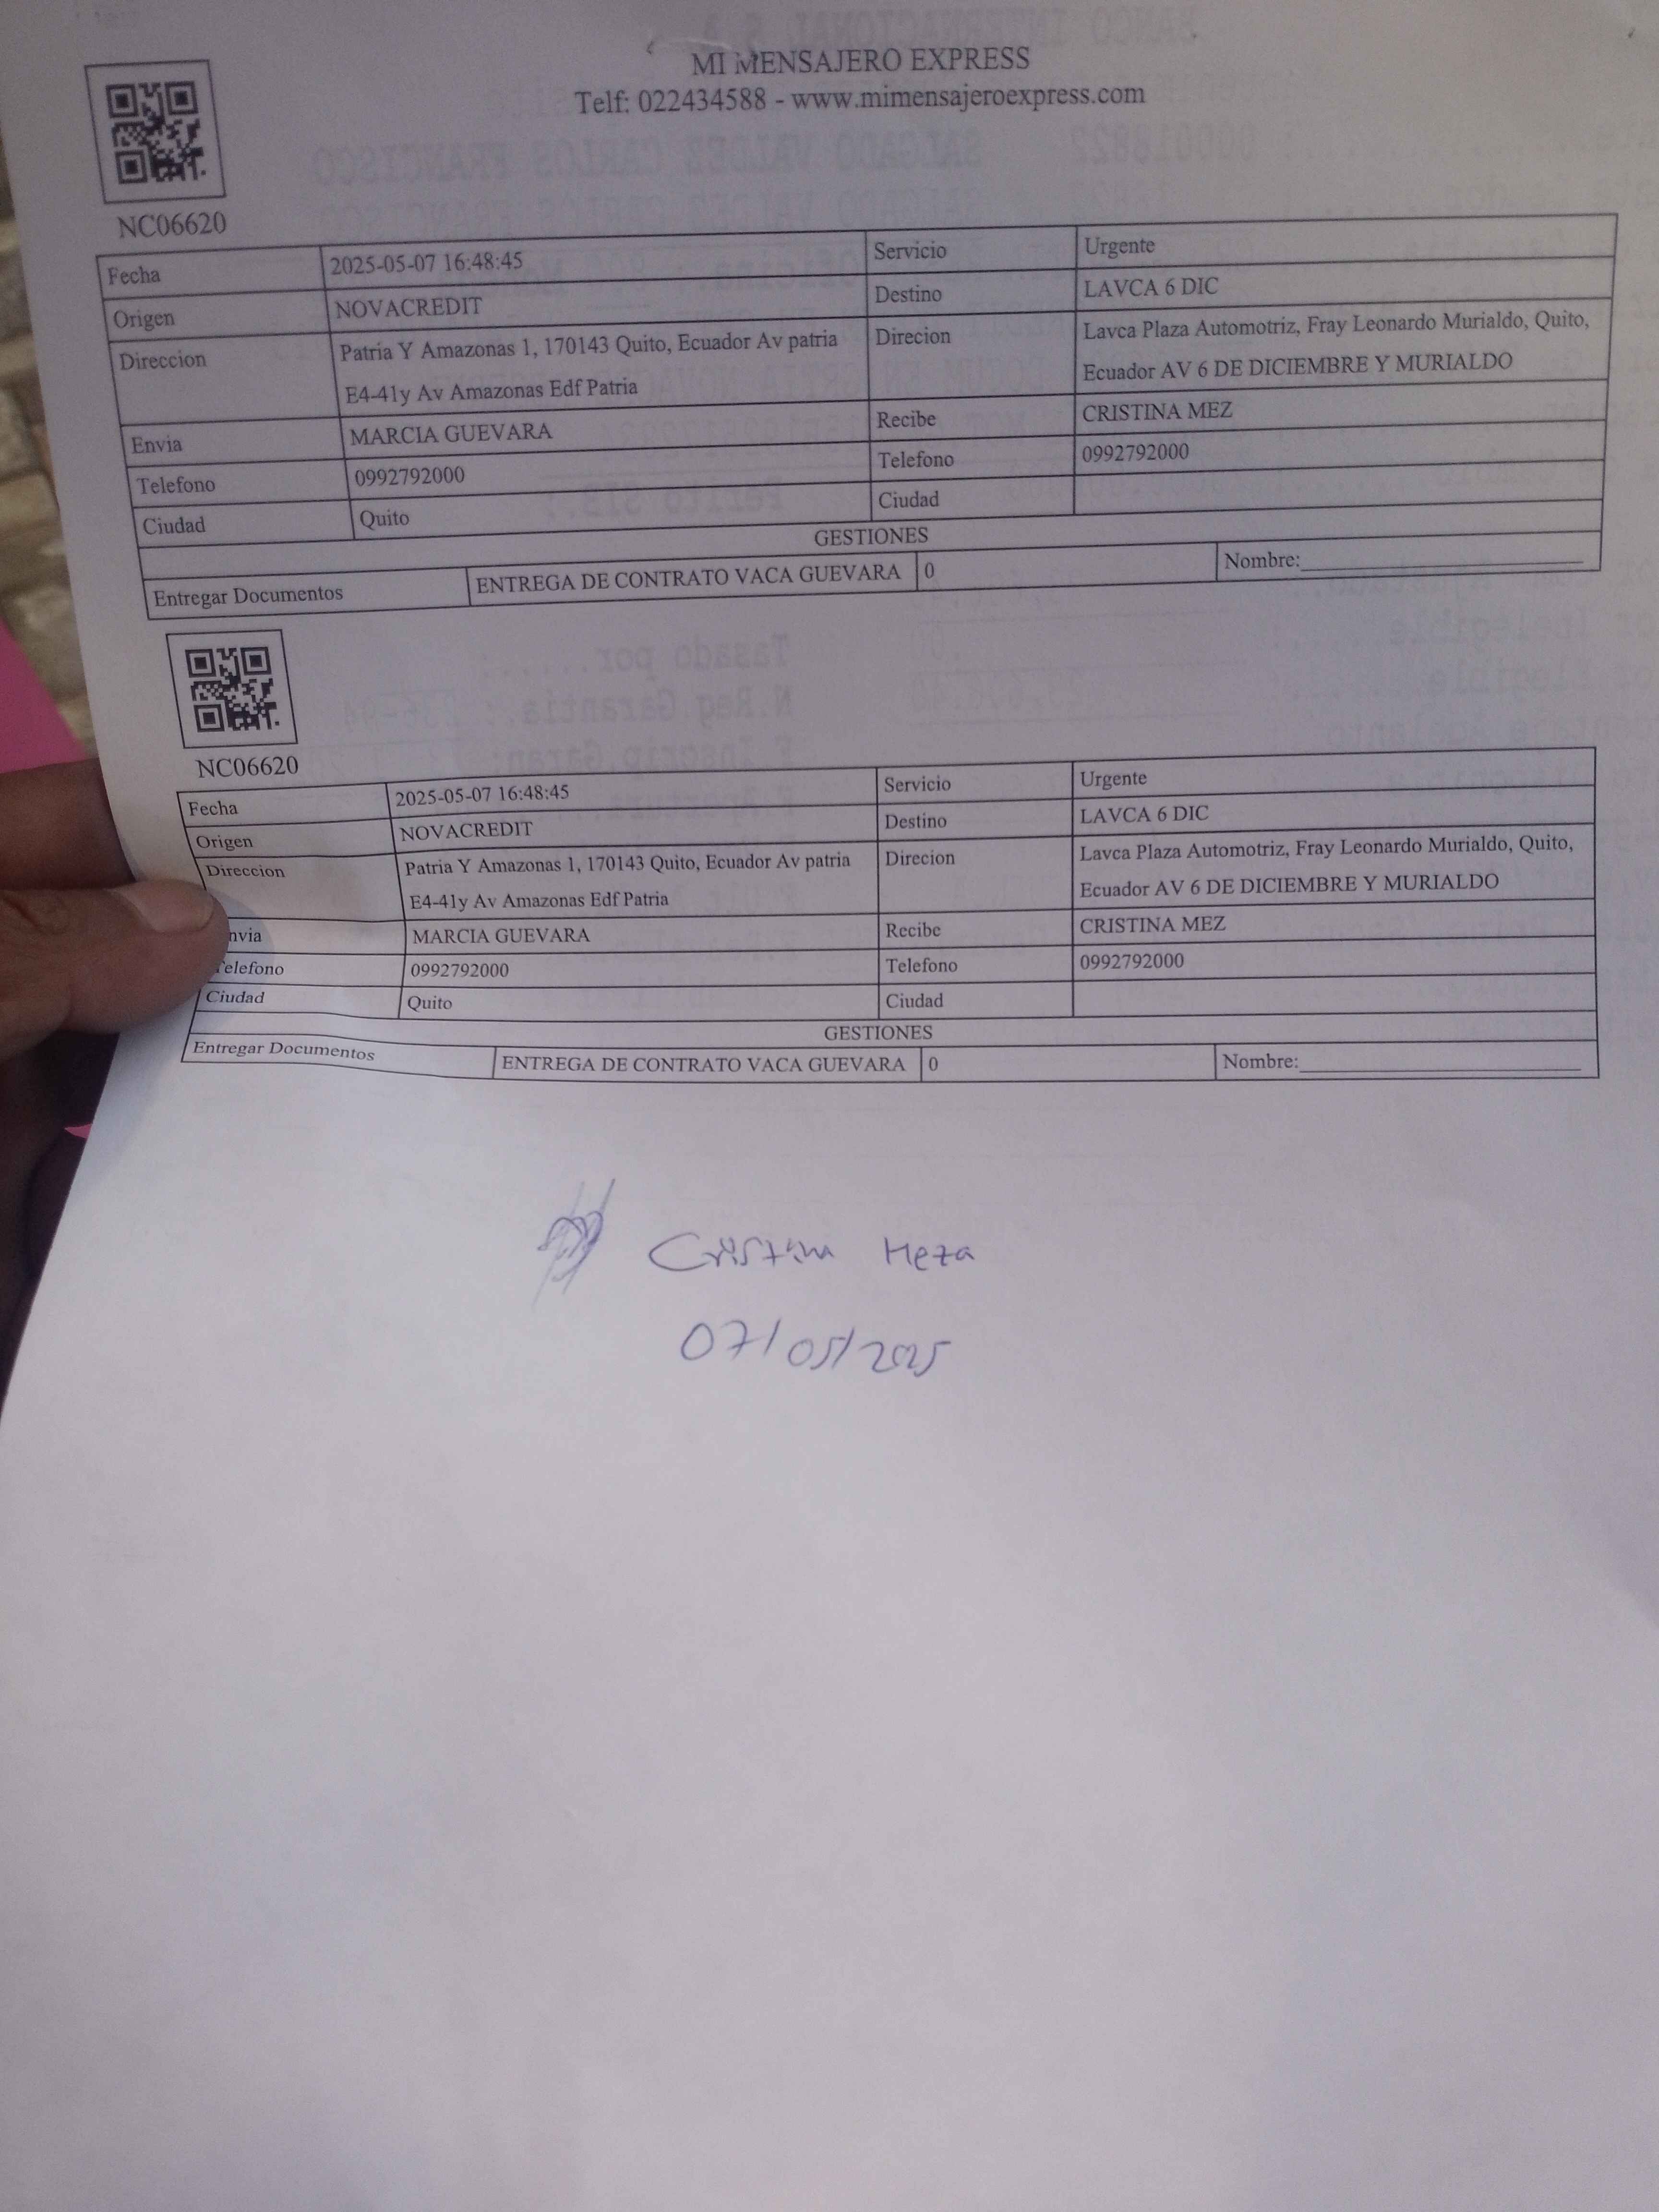 MI MENSAJERO EXPRESS
Telf: 022434588 - www.mimensajeroexpress.com
NC06620
Fecha 2025-05-07 16:48:45 Servicio Urgente
Origen NOVACREDIT Destino LAVCA 6 DIC
Direccion Patria Y Amazonas 1, 170143 Quito, Ecuador Av patria Direcion Lavca Plaza Automotriz, Fray Leonardo Murialdo, Quito,
E4-41y Av Amazonas Edf Patria Ecuador AV 6 DE DICIEMBRE Y MURIALDO
Envia MARCIA GUEVARA Recibe CRISTINA MEZ
Telefono 0992792000 Telefono 0992792000
Ciudad Quito Ciudad
GESTIONES
Entregar Documentos ENTREGA DE CONTRATO VACA GUEVARA 0 Nombre:
NC06620
Fecha 2025-05-07 16:48:45 Servicio Urgente
Origen NOVACREDIT Destino LAVCA 6 DIC
Direccion Patria Y Amazonas 1, 170143 Quito, Ecuador Av patria Direcion Lavca Plaza Automotriz, Fray Leonardo Murialdo, Quito,
E4-41y Av Amazonas Edf Patria Ecuador AV 6 DE DICIEMBRE Y MURIALDO
nvia MARCIA GUEVARA Recibe CRISTINA MEZ
elefono 0992792000 Telefono 0992792000
Ciudad Quito Ciudad
GESTIONES
Entregar Documentos ENTREGA DE CONTRATO VACA GUEVARA 0 Nombre:
Cristina Meza
07/05/2025